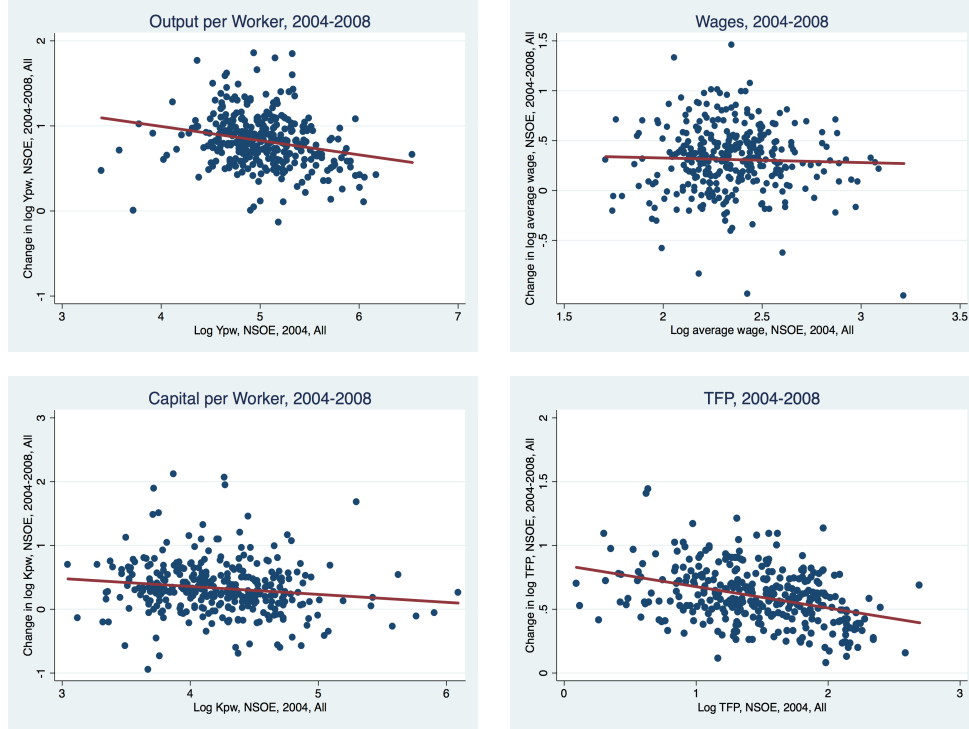 Output per Worker, 2004-2008
Change in log Ypw, NSOE, 2004-2008, All
2
1
0
-1
3 4 5 6 7
Log Ypw, NSOE, 2004, All
Wages, 2004-2008
Change in log average wage, NSOE, 2004-2008, All
1.5
1
.5
0
-.5
1.5 2 2.5 3 3.5
Log average wage, NSOE, 2004, All
Capital per Worker, 2004-2008
Change in log Kpw, NSOE, 2004-2008, All
3
2
1
0
-1
3 4 5 6
Log Kpw, NSOE, 2004, All
TFP, 2004-2008
Change in log TFP, NSOE, 2004-2008, All
2
1.5
1
.5
0
0 1 2 3
Log TFP, NSOE, 2004, All